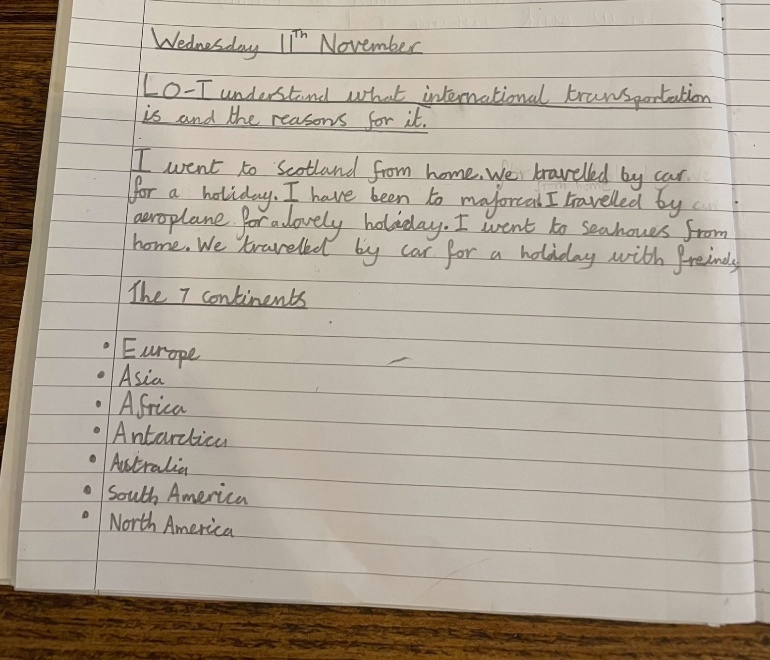 Wednesday 11Th November
LO-I understand what international transportation
is and the reasons for it.
I went to Scotland from home. We travelled by car
for a holiday. I have been to majorca. I travelled by
aeroplane for a lovely holiday. I went to seahoues from
home. We travelled by car for a holiday with freinds
The 7 continents
• Europe
• Asia
• Africa
• Antarctica
• Australia
• South America
• North America